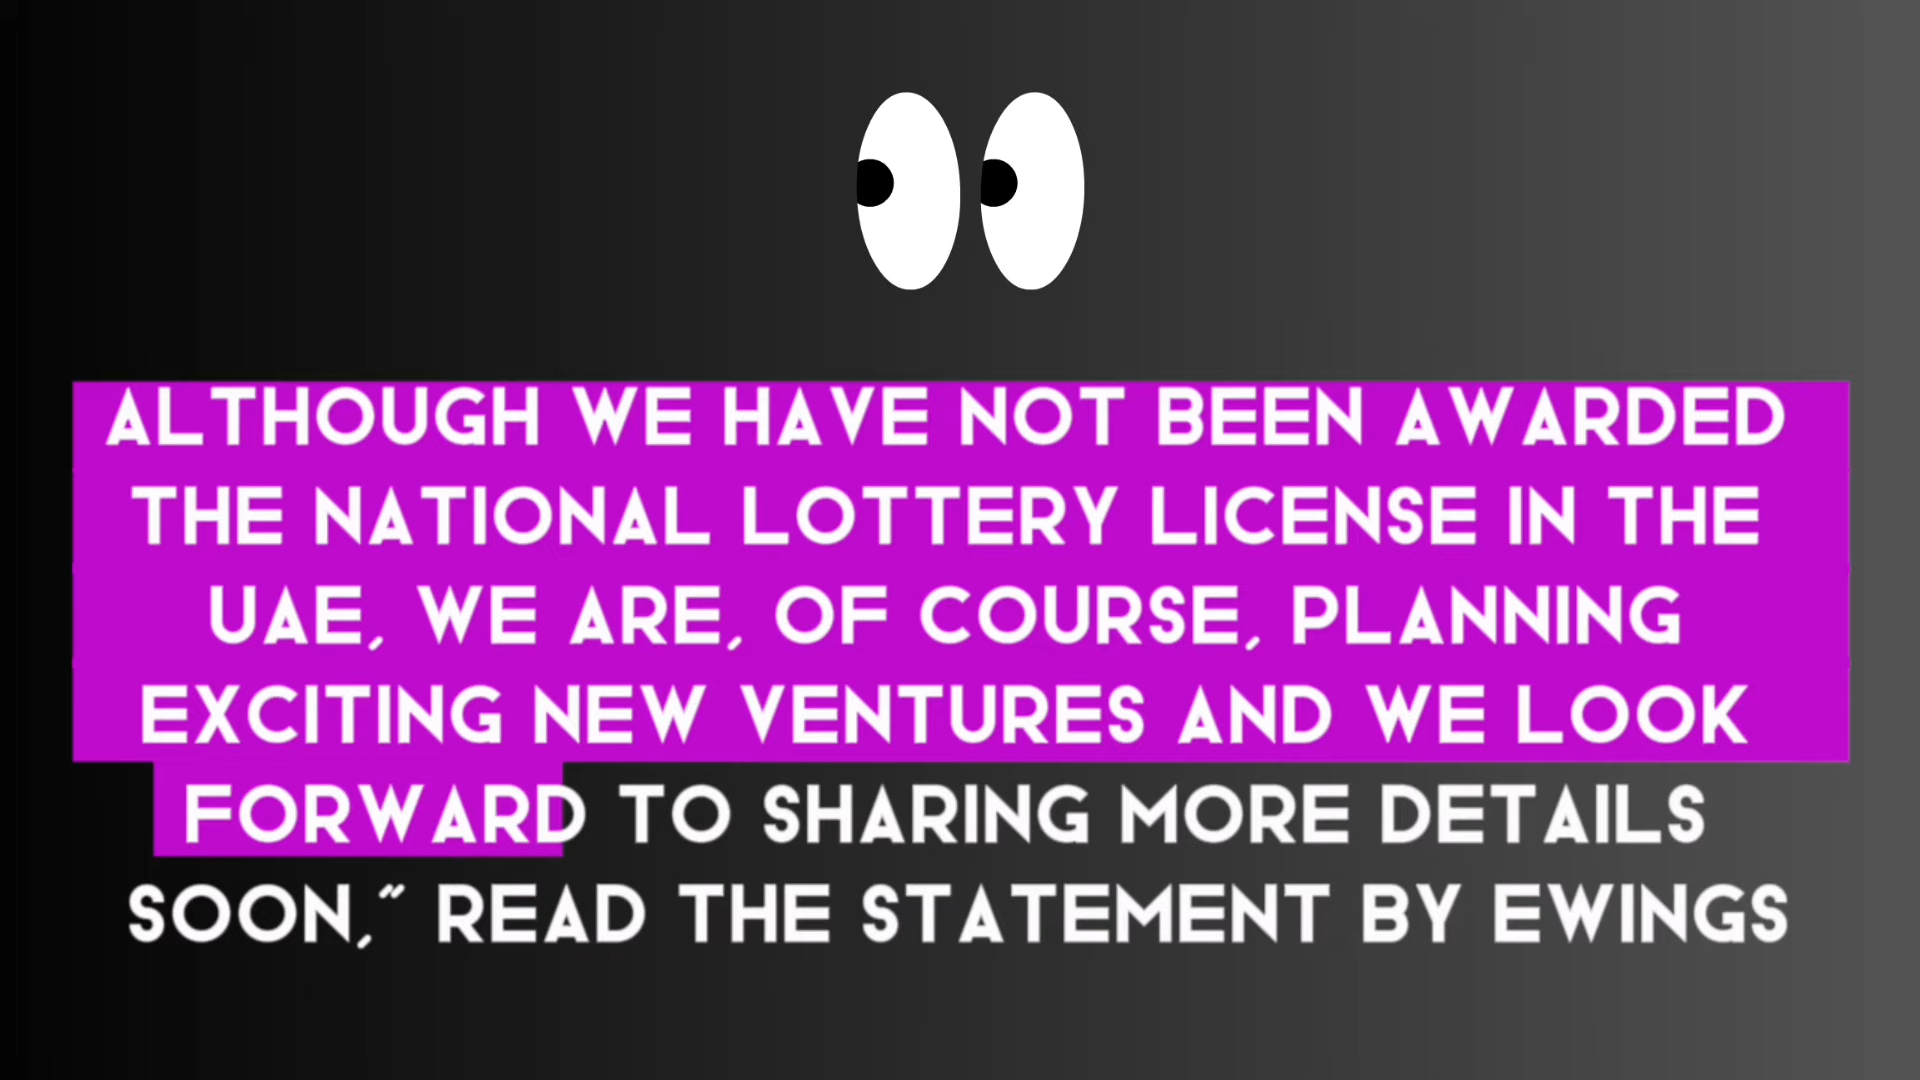 ALTHOUGH WE HAVE NOT BEEN AWARDED
THE NATIONAL LOTTERY LICENSE IN THE
UAE, WE ARE, OF COURSE, PLANNING
EXCITING NEW VENTURES AND WE LOOK
FORWARD TO SHARING MORE DETAILS
SOON,” READ THE STATEMENT BY EWINGS